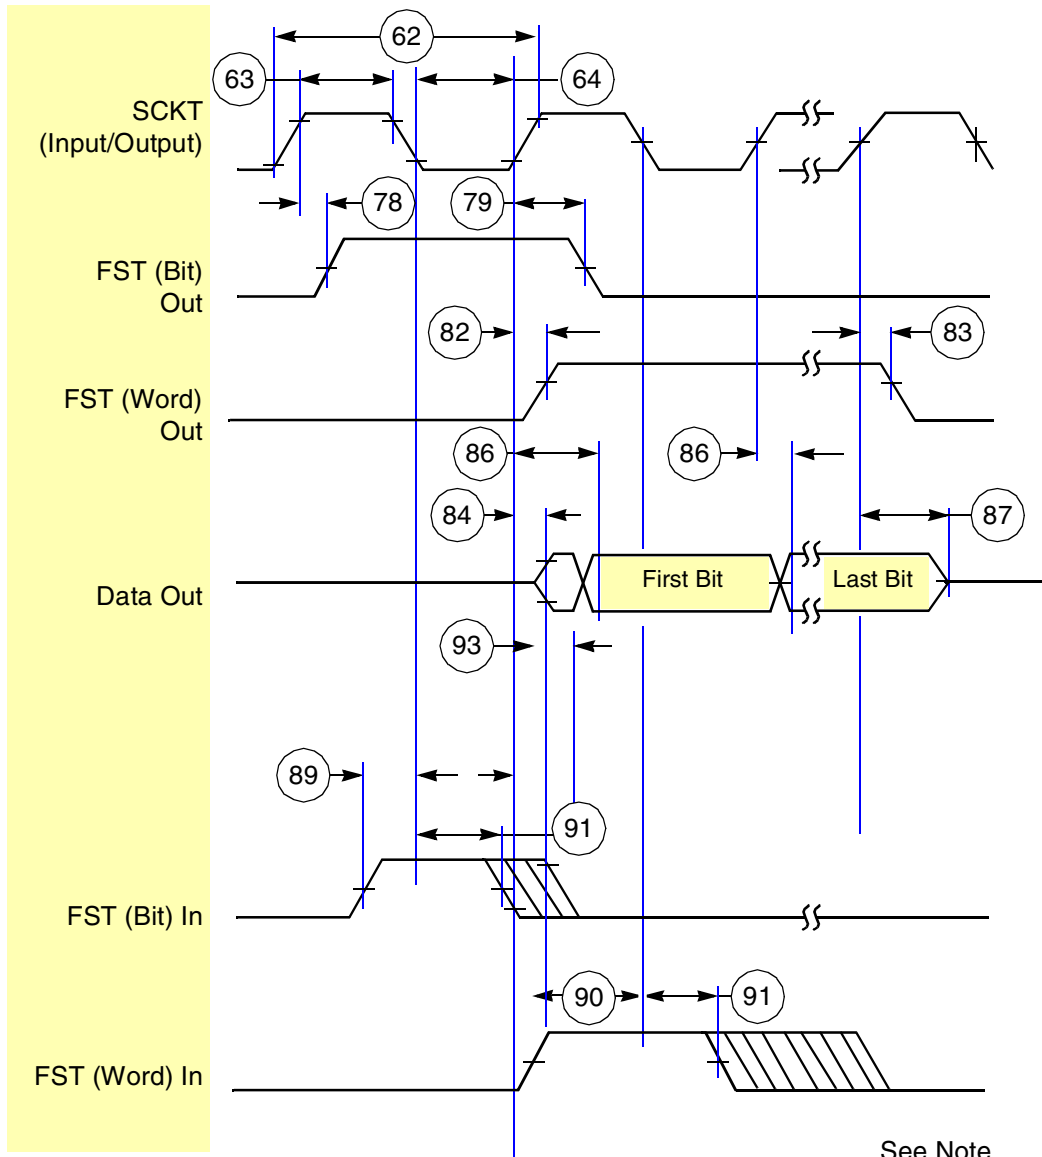 62
63
64
SCKT
(Input/Output)
78
79
FST (Bit)
Out
82
83
FST (Word)
Out
86
86
84
87
First Bit
Last Bit
Data Out
93
89
91
FST (Bit) In
90
91
FST (Word) In
See Note